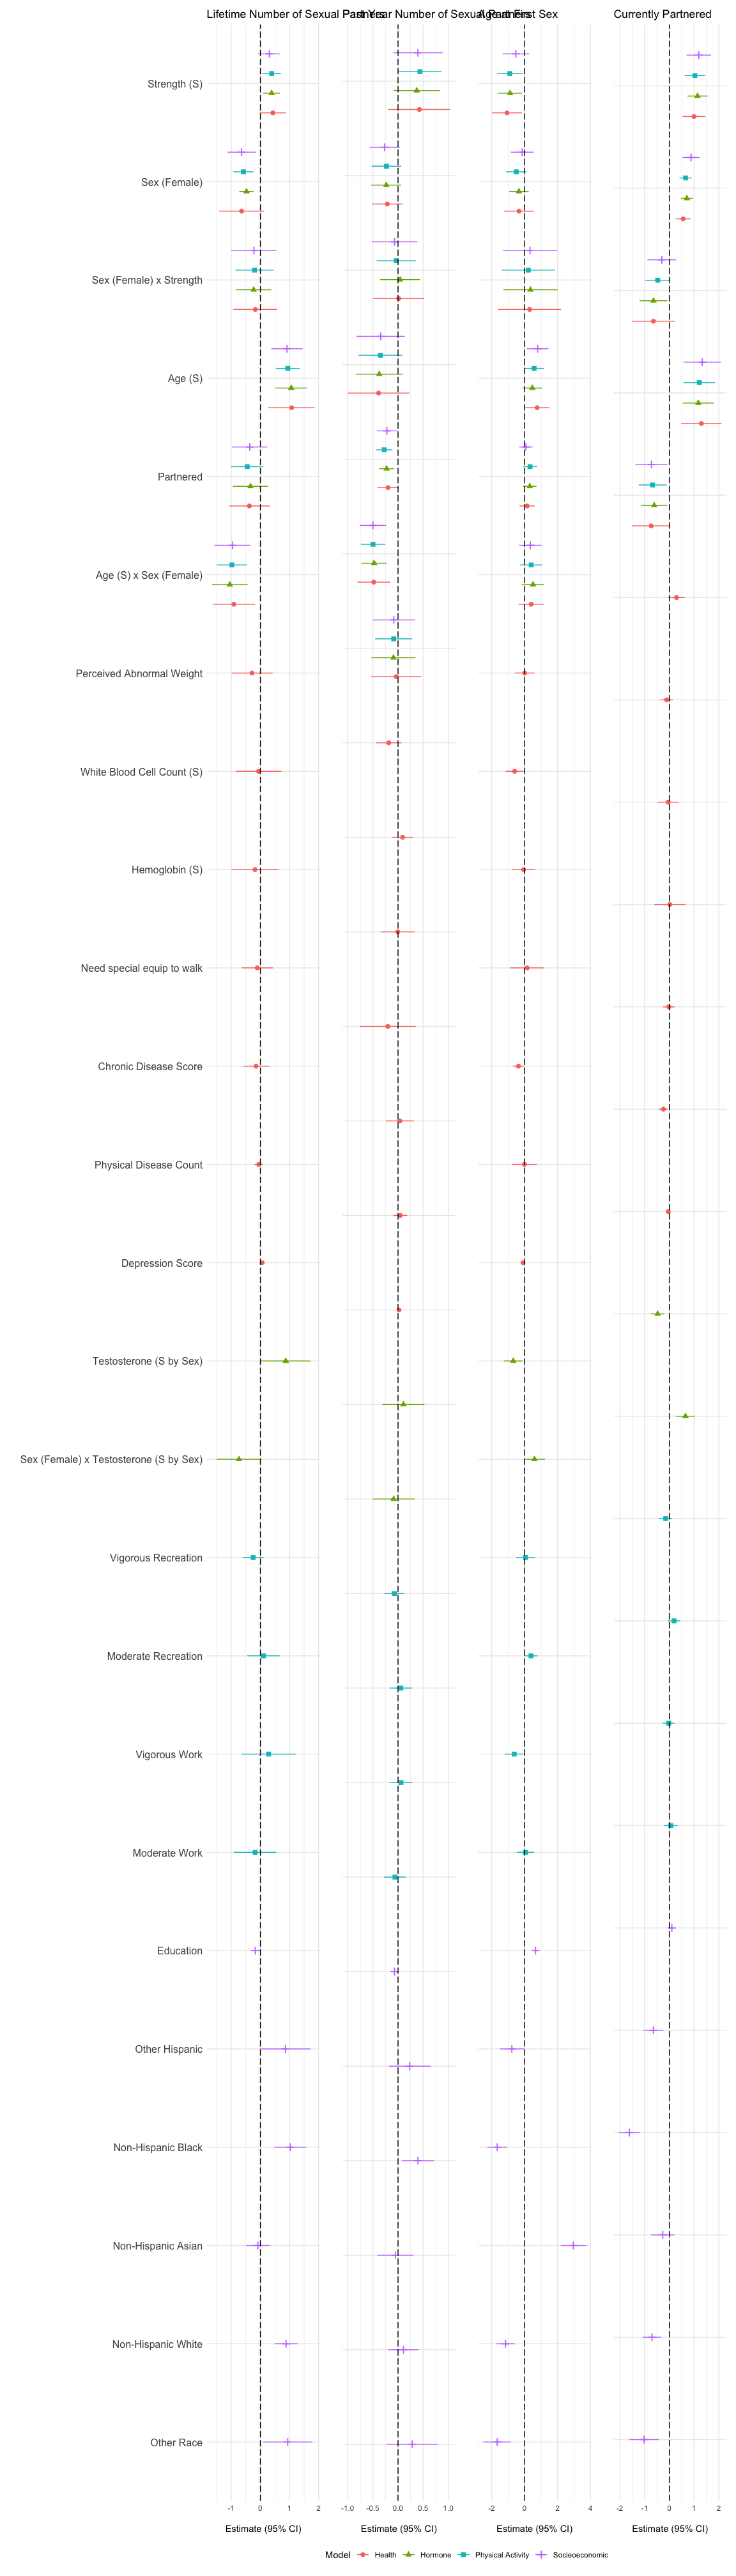 Lifetime Number of Sexual Partners
Past Year Number of Sexual Partners
Age at First Sex
Currently Partnered
Strength (S)
Sex (Female)
Sex (Female) x Strength
Age (S)
Partnered
Age (S) x Sex (Female)
Perceived Abnormal Weight
White Blood Cell Count (S)
Hemoglobin (S)
Need special equip to walk
Chronic Disease Score
Physical Disease Count
Depression Score
Testosterone (S by Sex)
Sex (Female) x Testosterone (S by Sex)
Vigorous Recreation
Moderate Recreation
Vigorous Work
Moderate Work
Education
Other Hispanic
Non-Hispanic Black
Non-Hispanic Asian
Non-Hispanic White
Other Race
-1 0 1 2 -1.0 -0.5 0.0 0.5 1.0 -2 0 2 4 -2 -1 0 1 2
Estimate (95% CI) Estimate (95% CI) Estimate (95% CI) Estimate (95% CI)
Model Health Hormone Physical Activity Socieoeconomic